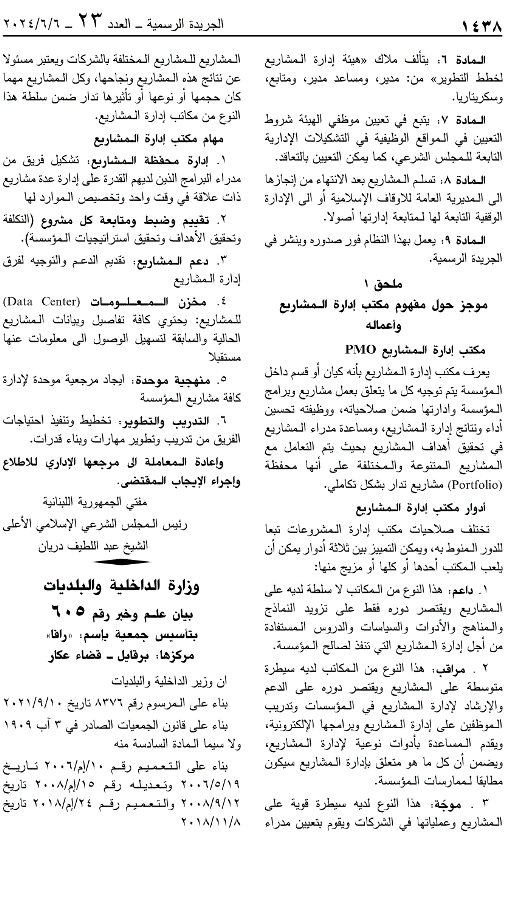 ١٤٣٨
الجريدة الرسمية – العدد ٢٣ – ٢٠٢٤/٦/٦
المادة ٦: يتألف ملاك «هيئة إدارة المشاريع
لخطط التطوير» من: مدير، ومساعد مدير، ومتابع،
وسكريتاريا.
المادة ٧: يتبع في تعيين موظفي الهيئة شروط
التعيين في المواقع الوظيفية في التشكيلات الإدارية
التابعة للمجلس الشرعي، كما يمكن التعيين بالتعاقد.
المادة ٨: تسلم المشاريع بعد الانتهاء من إنجازها
الى المديرية العامة للاوقاف الإسلامية أو الى الإدارة
الوقفية التابعة لها لمتابعة إدارتها أصولا.
المادة ٩: يعمل بهذا النظام فور صدوره وينشر في
الجريدة الرسمية.
ملحق ١
موجز حول مفهوم مكتب إدارة المشاريع
وأعماله
مكتب إدارة المشاريع PMO
يعرف مكتب إدارة المشاريع بأنه كيان أو قسم داخل
المؤسسة يتم توجيه كل ما يتعلق بعمل مشاريع وبرامج
المؤسسة وادارتها ضمن صلاحياته، ووظيفته تحسين
أداء ونتائج إدارة المشاريع، ومساعدة مدراء المشاريع
في تحقيق أهداف المشاريع بحيث يتم التعامل مع
المشاريع المتنوعة والمختلفة على أنها محفظة
(Portfolio) مشاريع تدار بشكل تكاملي.
أدوار مكتب إدارة المشاريع
تختلف صلاحيات مكتب إدارة المشروعات تبعا
للدور المنوط به، ويمكن التمييز بين ثلاثة أدوار يمكن أن
يلعب المكتب أحدها أو كلها أو مزيج منها:
١. داعم: هذا النوع من المكاتب لا سلطة لديه على
المشاريع ويقتصر دوره فقط على تزويد النماذج
والمناهج والأدوات والسياسات والدروس المستفادة
من أجل إدارة المشاريع التي تنفذ لصالح المؤسسة.
٢. مراقب: هذا النوع من المكاتب لديه سيطرة
متوسطة على المشاريع ويقتصر دوره على الدعم
والإرشاد لإدارة المشاريع في المؤسسات وتدريب
الموظفين على إدارة المشاريع وبرامجها الإلكترونية،
ويقدم المساعدة بأدوات نوعية لإدارة المشاريع،
ويضمن أن كل ما هو متعلق بإدارة المشاريع سيكون
مطابقا لممارسات المؤسسة.
٣. موجّه: هذا النوع لديه سيطرة قوية على
المشاريع وعملياتها في الشركات ويقوم بتعيين مدراء
المشاريع للمشاريع المختلفة بالشركات ويعتبر مسئولا
عن نتائج هذه المشاريع ونجاحها، وكل المشاريع مهما
كان حجمها أو نوعها أو تأثيرها تدار ضمن سلطة هذا
النوع من مكاتب إدارة المشاريع.
مهام مكتب إدارة المشاريع
١. إدارة محفظة المشاريع: تشكيل فريق من
مدراء البرامج الذين لديهم القدرة على إدارة عدة مشاريع
ذات علاقة في وقت واحد وتخصيص الموارد لها
٢. تقييم وضبط ومتابعة كل مشروع (التكلفة
وتحقيق الأهداف وتحقيق استراتيجيات المؤسسة).
٣. دعم المشاريع: تقديم الدعم والتوجيه لفرق
إدارة المشاريع
٤. مخزن المعلومات (Data Center)
للمشاريع: يحتوي كافة تفاصيل وبيانات المشاريع
الحالية والسابقة لتسهيل الوصول الى معلومات عنها
مستقبلا
٥. منهجية موحدة: ايجاد مرجعية موحدة لإدارة
كافة مشاريع المؤسسة
٦. التدريب والتطوير: تخطيط وتنفيذ احتياجات
الفريق من تدريب وتطوير مهارات وبناء قدرات.
وإعادة المعاملة الى مرجعها الإداري للاطلاع
وإجراء الإيجاب المقتضى.
مفتي الجمهورية اللبنانية
رئيس المجلس الشرعي الإسلامي الأعلى
الشيخ عبد اللطيف دريان
وزارة الداخلية والبلديات
بيان علم وخبر رقم ٦٠٥
بتأسيس جمعية بإسم: «رافا»
مركزها: برقايل – قضاء عكار
ان وزير الداخلية والبلديات
بناء على المرسوم رقم ٨٣٧٦ تاريخ ٢٠٢١/٩/١٠
بناء على قانون الجمعيات الصادر في ٣ آب ١٩٠٩
ولا سيما المادة السادسة منه
بناء على التعميم رقم ١٠/إم/٢٠٠٦ تاريخ
٢٠٠٦/٥/١٩ وتعديله رقم ١٥/إم/٢٠٠٨ تاريخ
٢٠٠٨/٩/١٢ والتعميم رقم ٢٤/إم/٢٠١٨ تاريخ
٢٠١٨/١١/٨